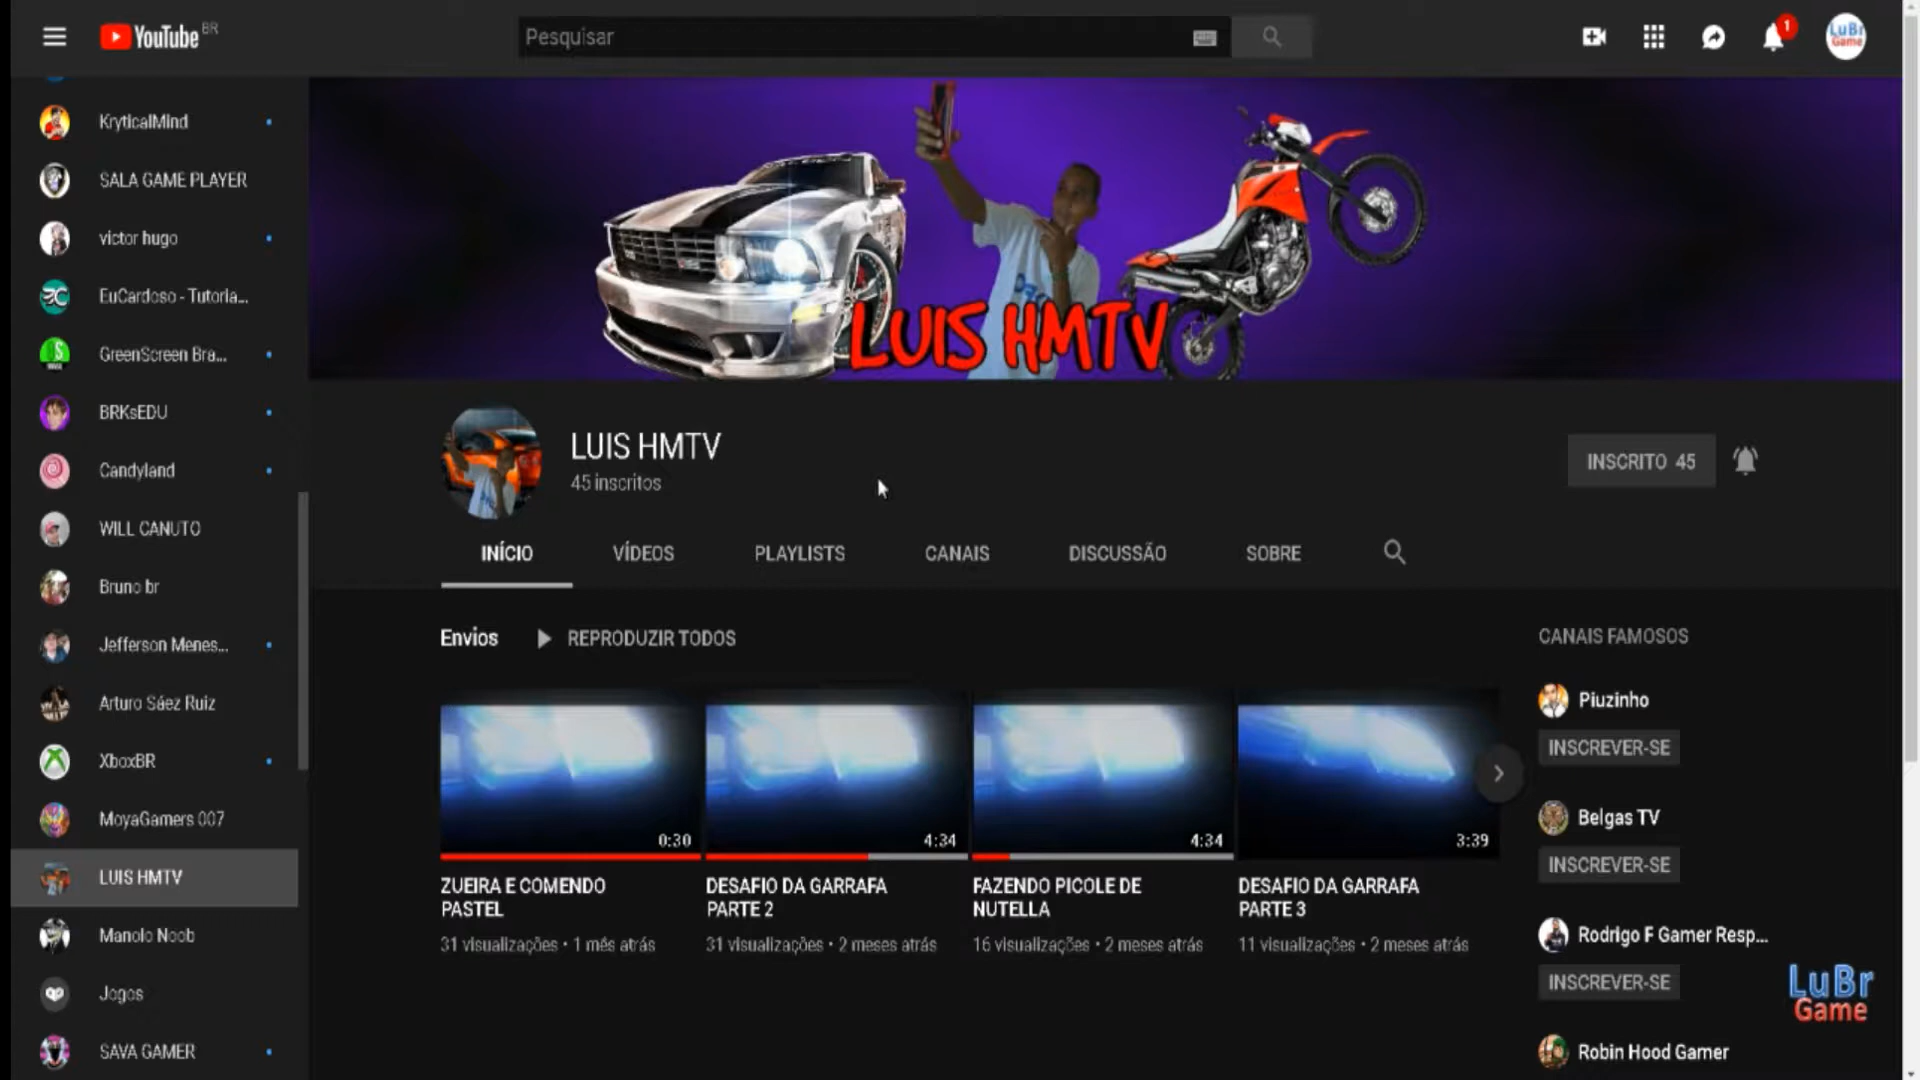 YouTube BR
Pesquisar
1
LuBr
Game
KryticalMind
SALA GAME PLAYER
victor hugo
EuCardoso - Tutoria...
GreenScreen Bra...
BRKsEDU
Candyland
WILL CANUTO
Bruno br
Jefferson Menes...
Arturo Sáez Ruiz
XboxBR
MoyaGamers 007
LUIS HMTV
Manolo Noob
Jogos
SAVA GAMER
LUIS HMTV
LUIS HMTV
45 inscritos
INSCRITO 45
INÍCIO
VÍDEOS
PLAYLISTS
CANAIS
DISCUSSÃO
SOBRE
Envios
REPRODUZIR TODOS
0:30
4:34
4:34
3:39
ZUEIRA E COMENDO
PASTEL
31 visualizações • 1 mês atrás
DESAFIO DA GARRAFA
PARTE 2
31 visualizações • 2 meses atrás
FAZENDO PICOLE DE
NUTELLA
16 visualizações • 2 meses atrás
DESAFIO DA GARRAFA
PARTE 3
11 visualizações • 2 meses atrás
CANAIS FAMOSOS
Piuzinho
INSCREVER-SE
Belgas TV
INSCREVER-SE
Rodrigo F Gamer Resp...
INSCREVER-SE
Robin Hood Gamer
LuBr
Game